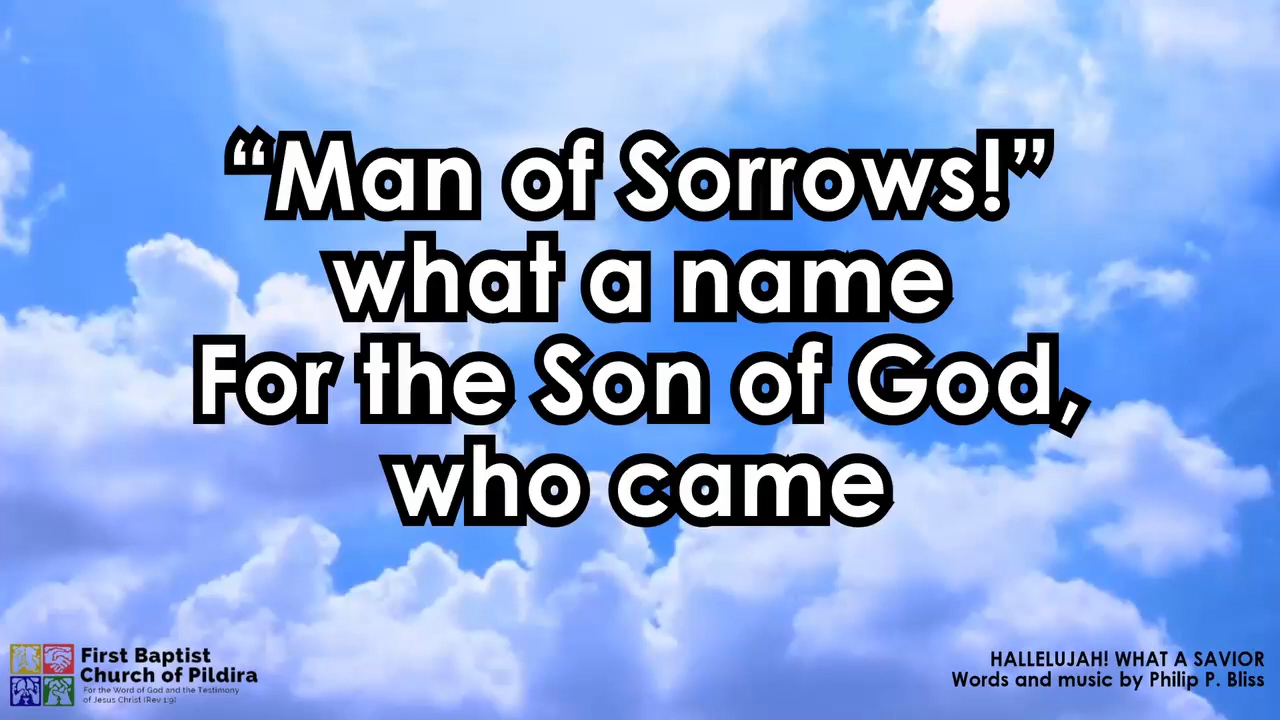 “Man of Sorrows!”
what a name
For the Son of God,
who came
First Baptist
Church of Pildira
For the Word of God and the Testimony
of Jesus Christ (Rev 1:9)
HALLELUJAH! WHAT A SAVIOR
Words and music by Philip P. Bliss